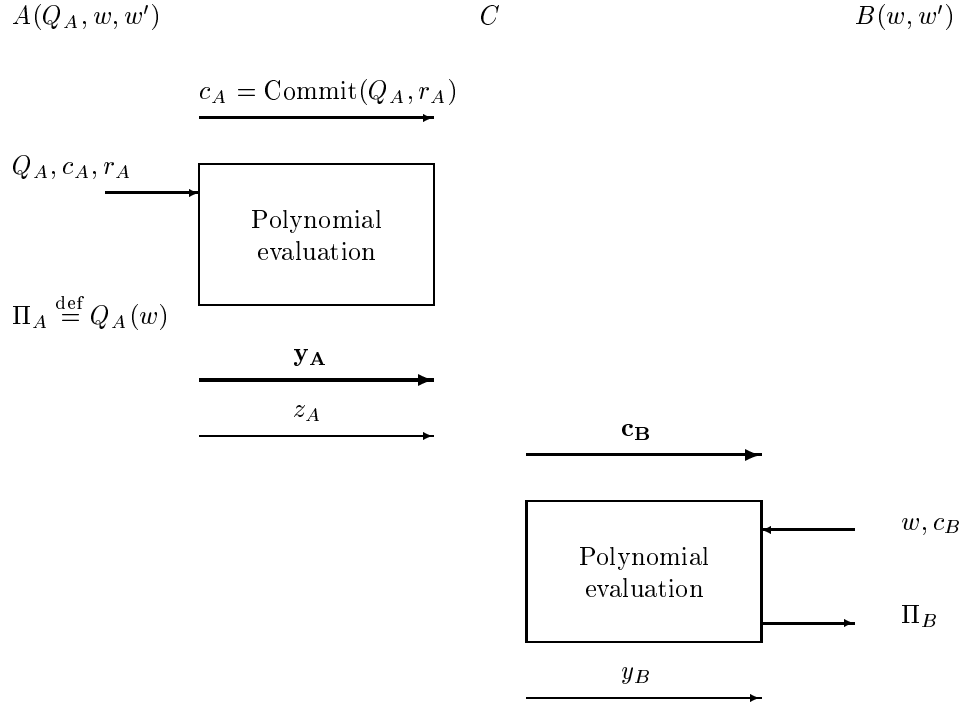 A(Q_A, w, w′) C B(w, w′)
c_A = Commit(Q_A, r_A)
Q_A, c_A, r_A
Polynomial
evaluation
Π_A def= Q_A(w)
y_A
z_A
c_B
w, c_B
Polynomial
evaluation
Π_B
y_B